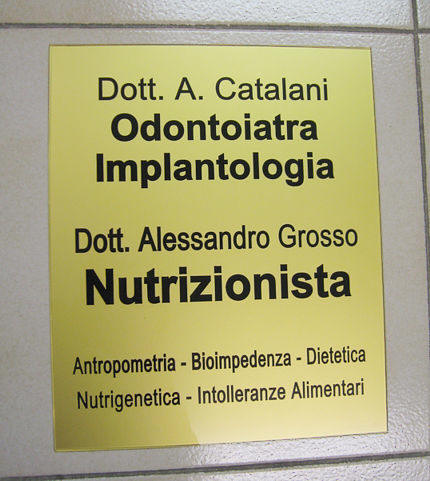 Dott. A. Catalani
Odontoiatra
Implantologia
Dott. Alessandro Grosso
Nutrizionista
Antropometria - Bioimpedenza - Dietetica
Nutrigenetica - Intolleranze Alimentari